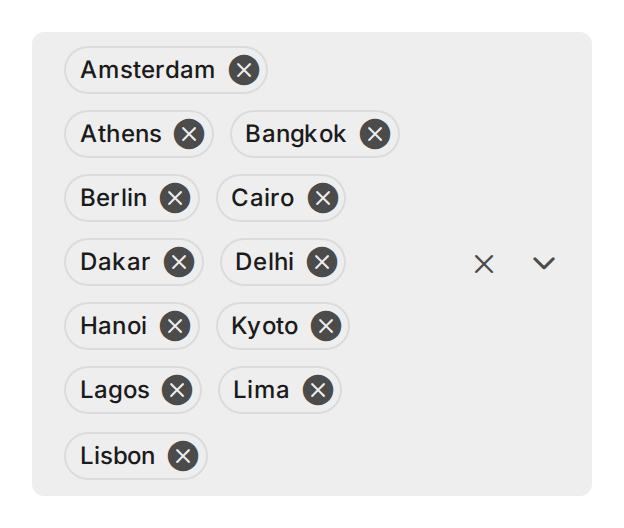 Amsterdam
Athens Bangkok
Berlin Cairo
Dakar Delhi
Hanoi Kyoto
Lagos Lima
Lisbon